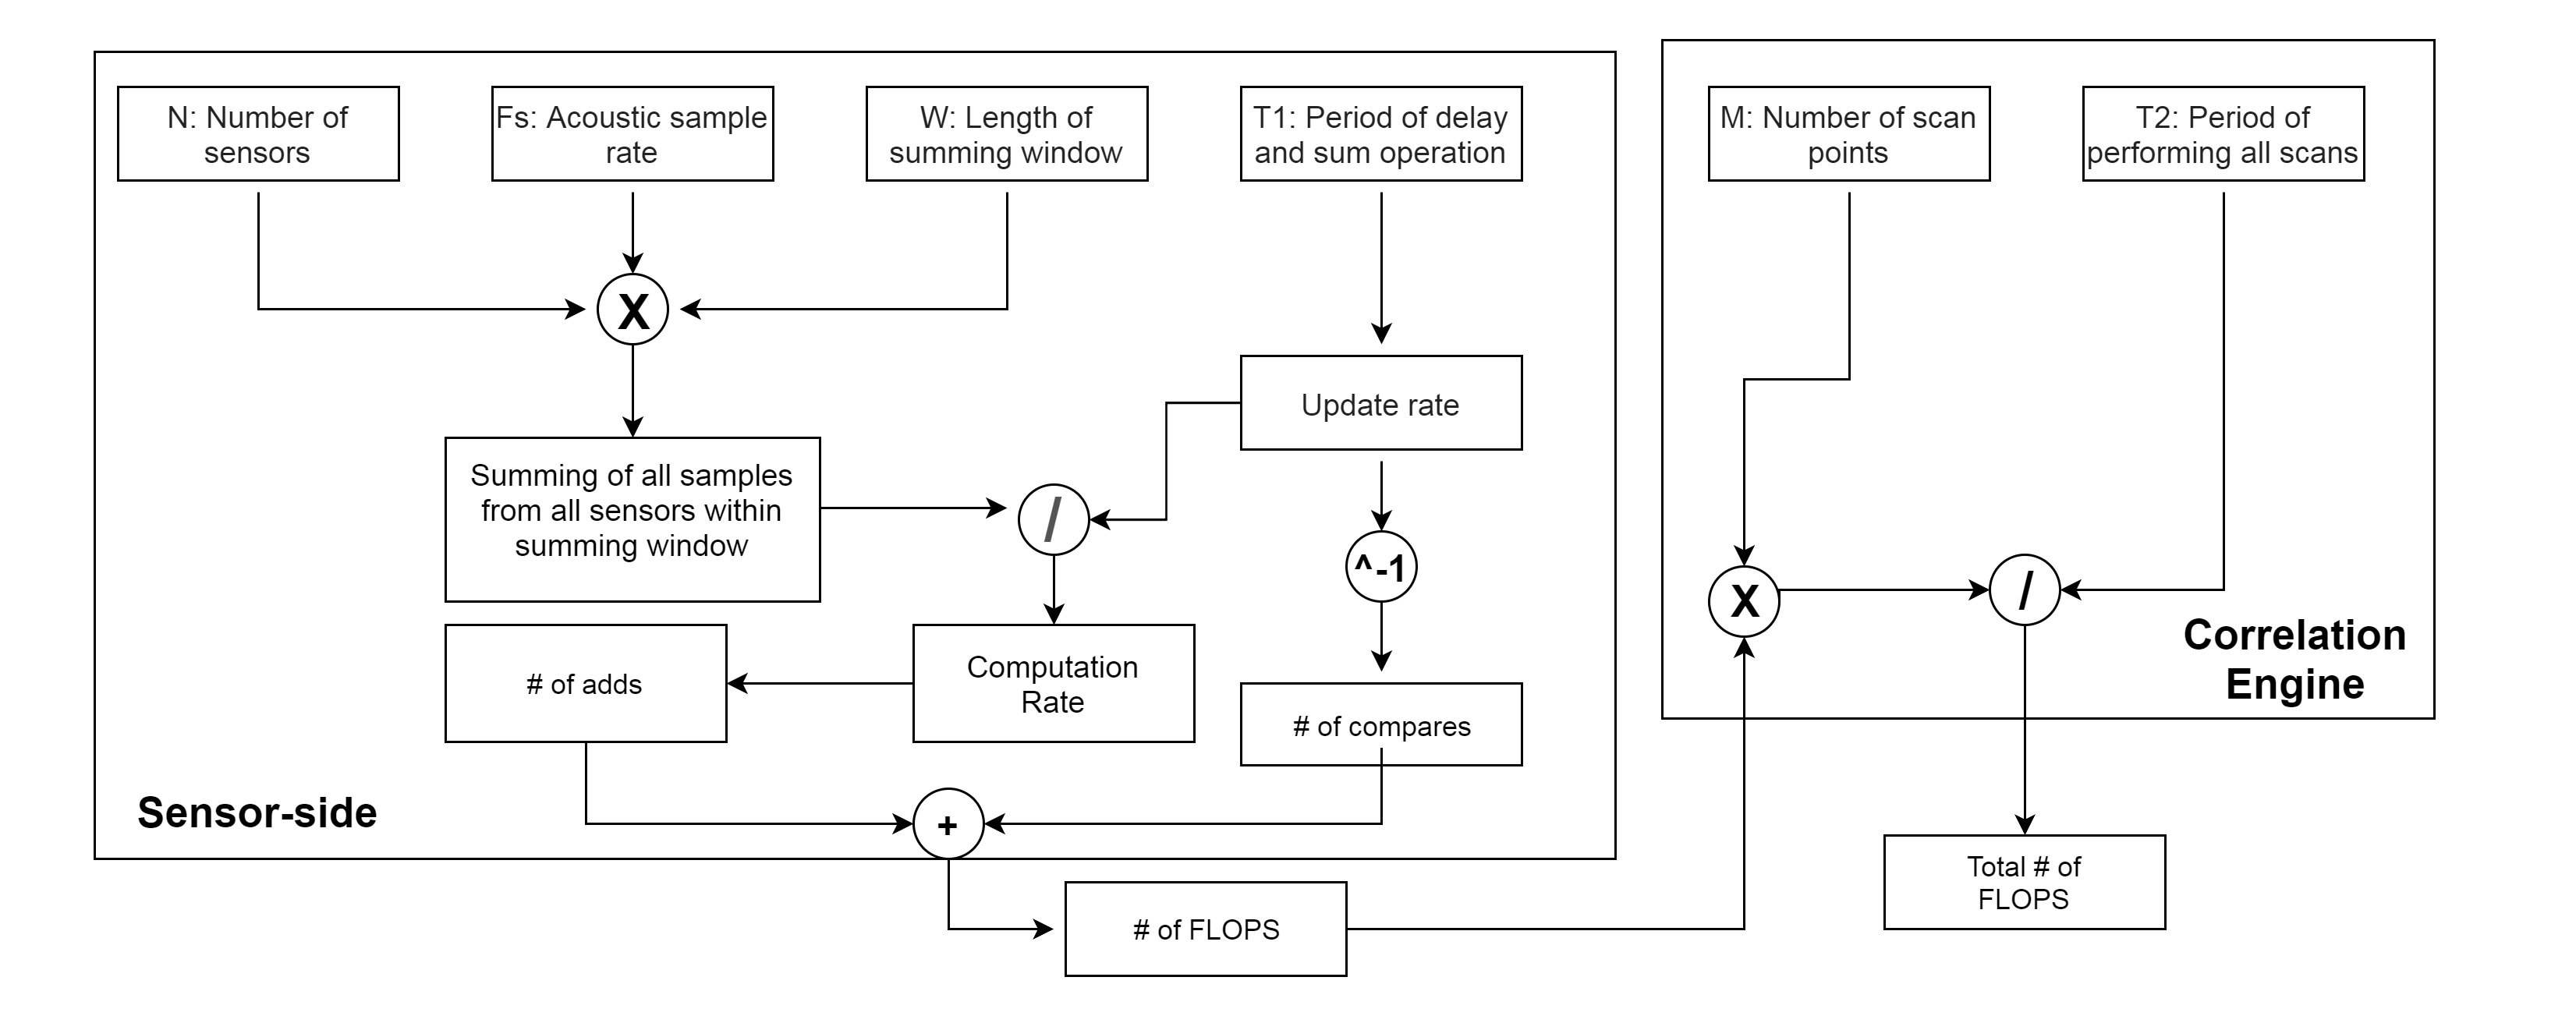 N: Number of
sensors
Fs: Acoustic sample
rate
W: Length of
summing window
T1: Period of delay
and sum operation
M: Number of scan
points
T2: Period of
performing all scans
X
Update rate
Summing of all samples
from all sensors within
summing window
/
^-1
X
/
Correlation
Engine
# of adds
Computation
Rate
# of compares
Sensor-side
+
# of FLOPS
Total # of
FLOPS